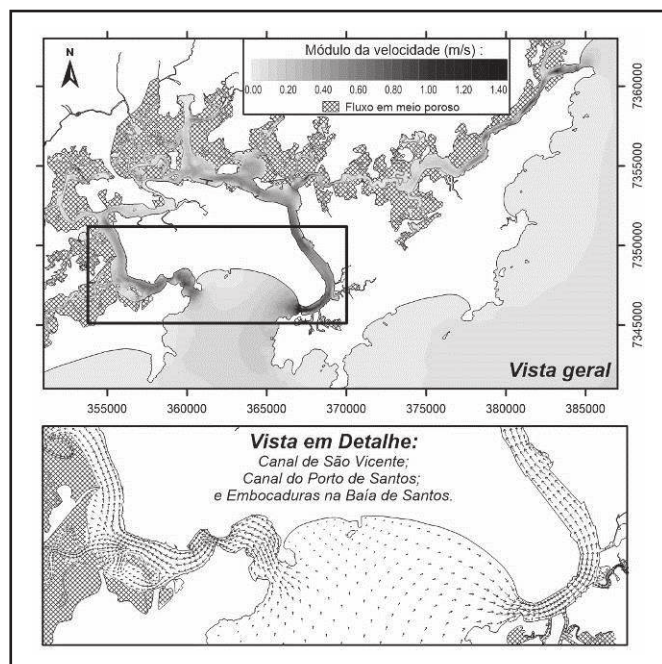 N
Módulo da velocidade (m/s) :
0.00 0.20 0.40 0.60 0.80 1.00 1.20 1.40
Fluxo em meio poroso
7360000
7355000
7350000
7345000
Vista geral
355000 360000 365000 370000 375000 380000 385000
Vista em Detalhe:
Canal de São Vicente;
Canal do Porto de Santos;
e Embocaduras na Baía de Santos.